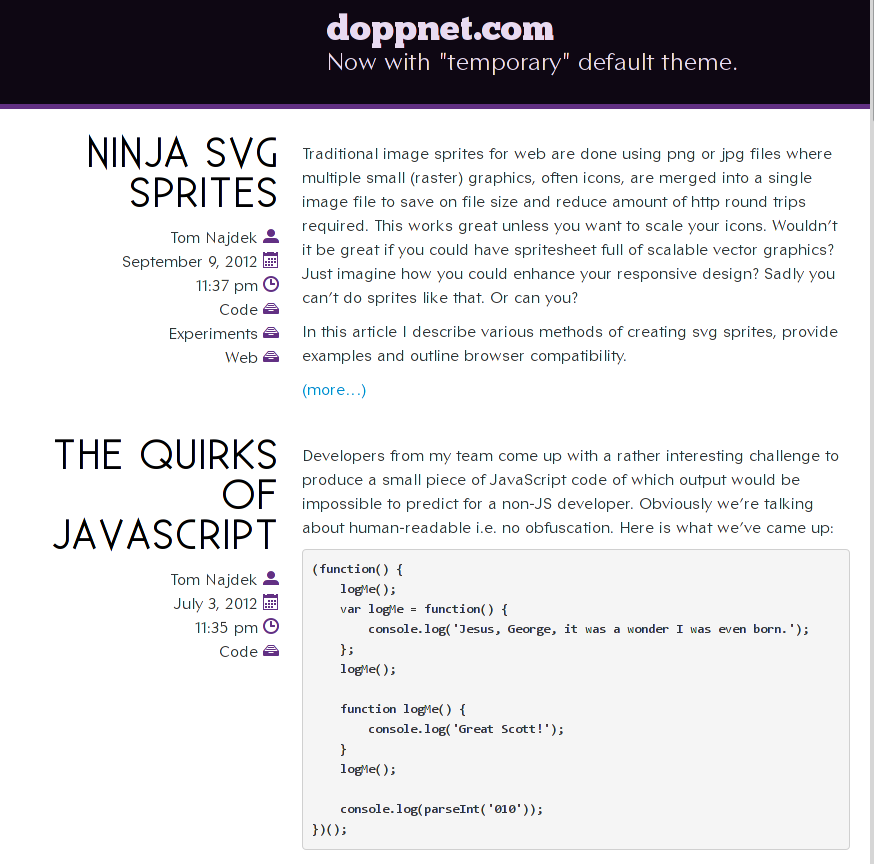 doppnet.com
Now with "temporary" default theme.
NINJA SVG
SPRITES
Tom Najdek
September 9, 2012
11:37 pm
Code
Experiments
Web
Traditional image sprites for web are done using png or jpg files where
multiple small (raster) graphics, often icons, are merged into a single
image file to save on file size and reduce amount of http round trips
required. This works great unless you want to scale your icons. Wouldn't
it be great if you could have spritesheet full of scalable vector graphics?
Just imagine how you could enhance your responsive design? Sadly you
can't do sprites like that. Or can you?
In this article I describe various methods of creating svg sprites, provide
examples and outline browser compatibility.
(more…)
THE QUIRKS
OF
JAVASCRIPT
Tom Najdek
July 3, 2012
11:35 pm
Code
Developers from my team come up with a rather interesting challenge to
produce a small piece of JavaScript code of which output would be
impossible to predict for a non-JS developer. Obviously we're talking
about human-readable i.e. no obfuscation. Here is what we've came up:
(function() {
    logMe();
    var logMe = function() {
        console.log('Jesus, George, it was a wonder I was even born.');
    };
    logMe();
    function logMe() {
        console.log('Great Scott!');
    }
    logMe();
    console.log(parseInt('010'));
})();